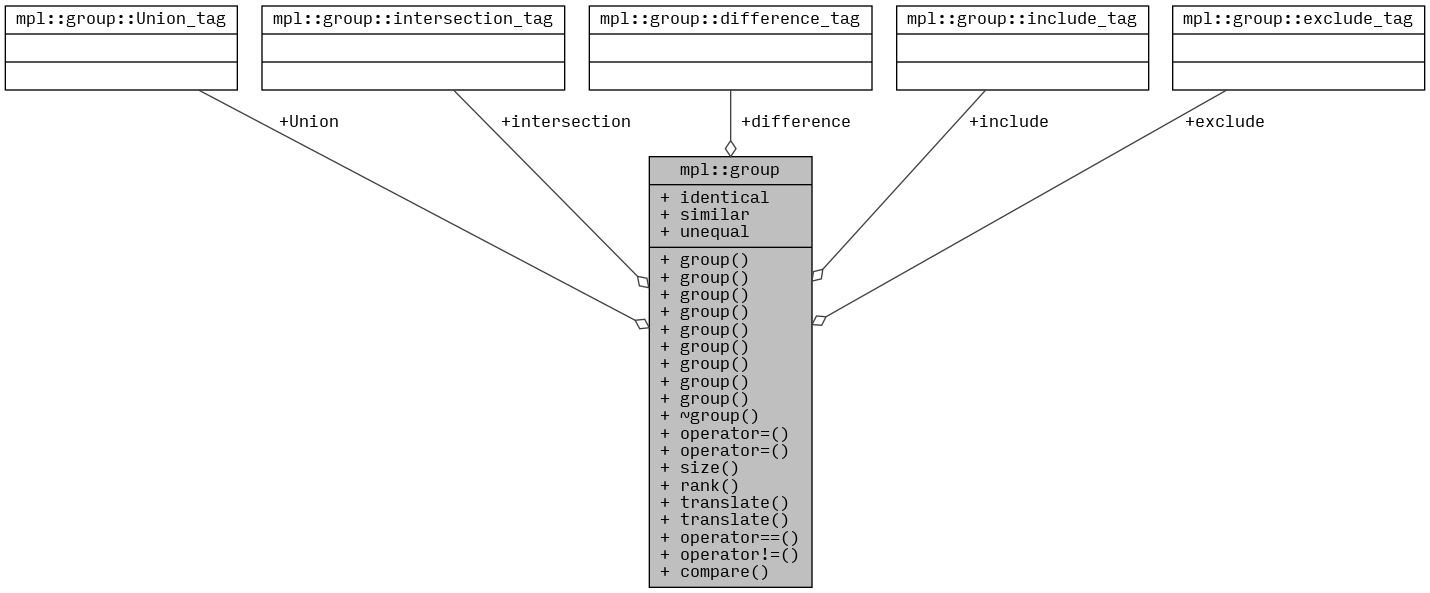 mpl::group::Union_tag
mpl::group::intersection_tag
mpl::group::difference_tag
mpl::group::include_tag
mpl::group::exclude_tag
+Union
+intersection
+difference
+include
+exclude
mpl::group
+ identical
+ similar
+ unequal
+ group()
+ group()
+ group()
+ group()
+ group()
+ group()
+ group()
+ group()
+ group()
+ ~group()
+ operator=()
+ operator=()
+ size()
+ rank()
+ translate()
+ translate()
+ operator==()
+ operator!=()
+ compare()